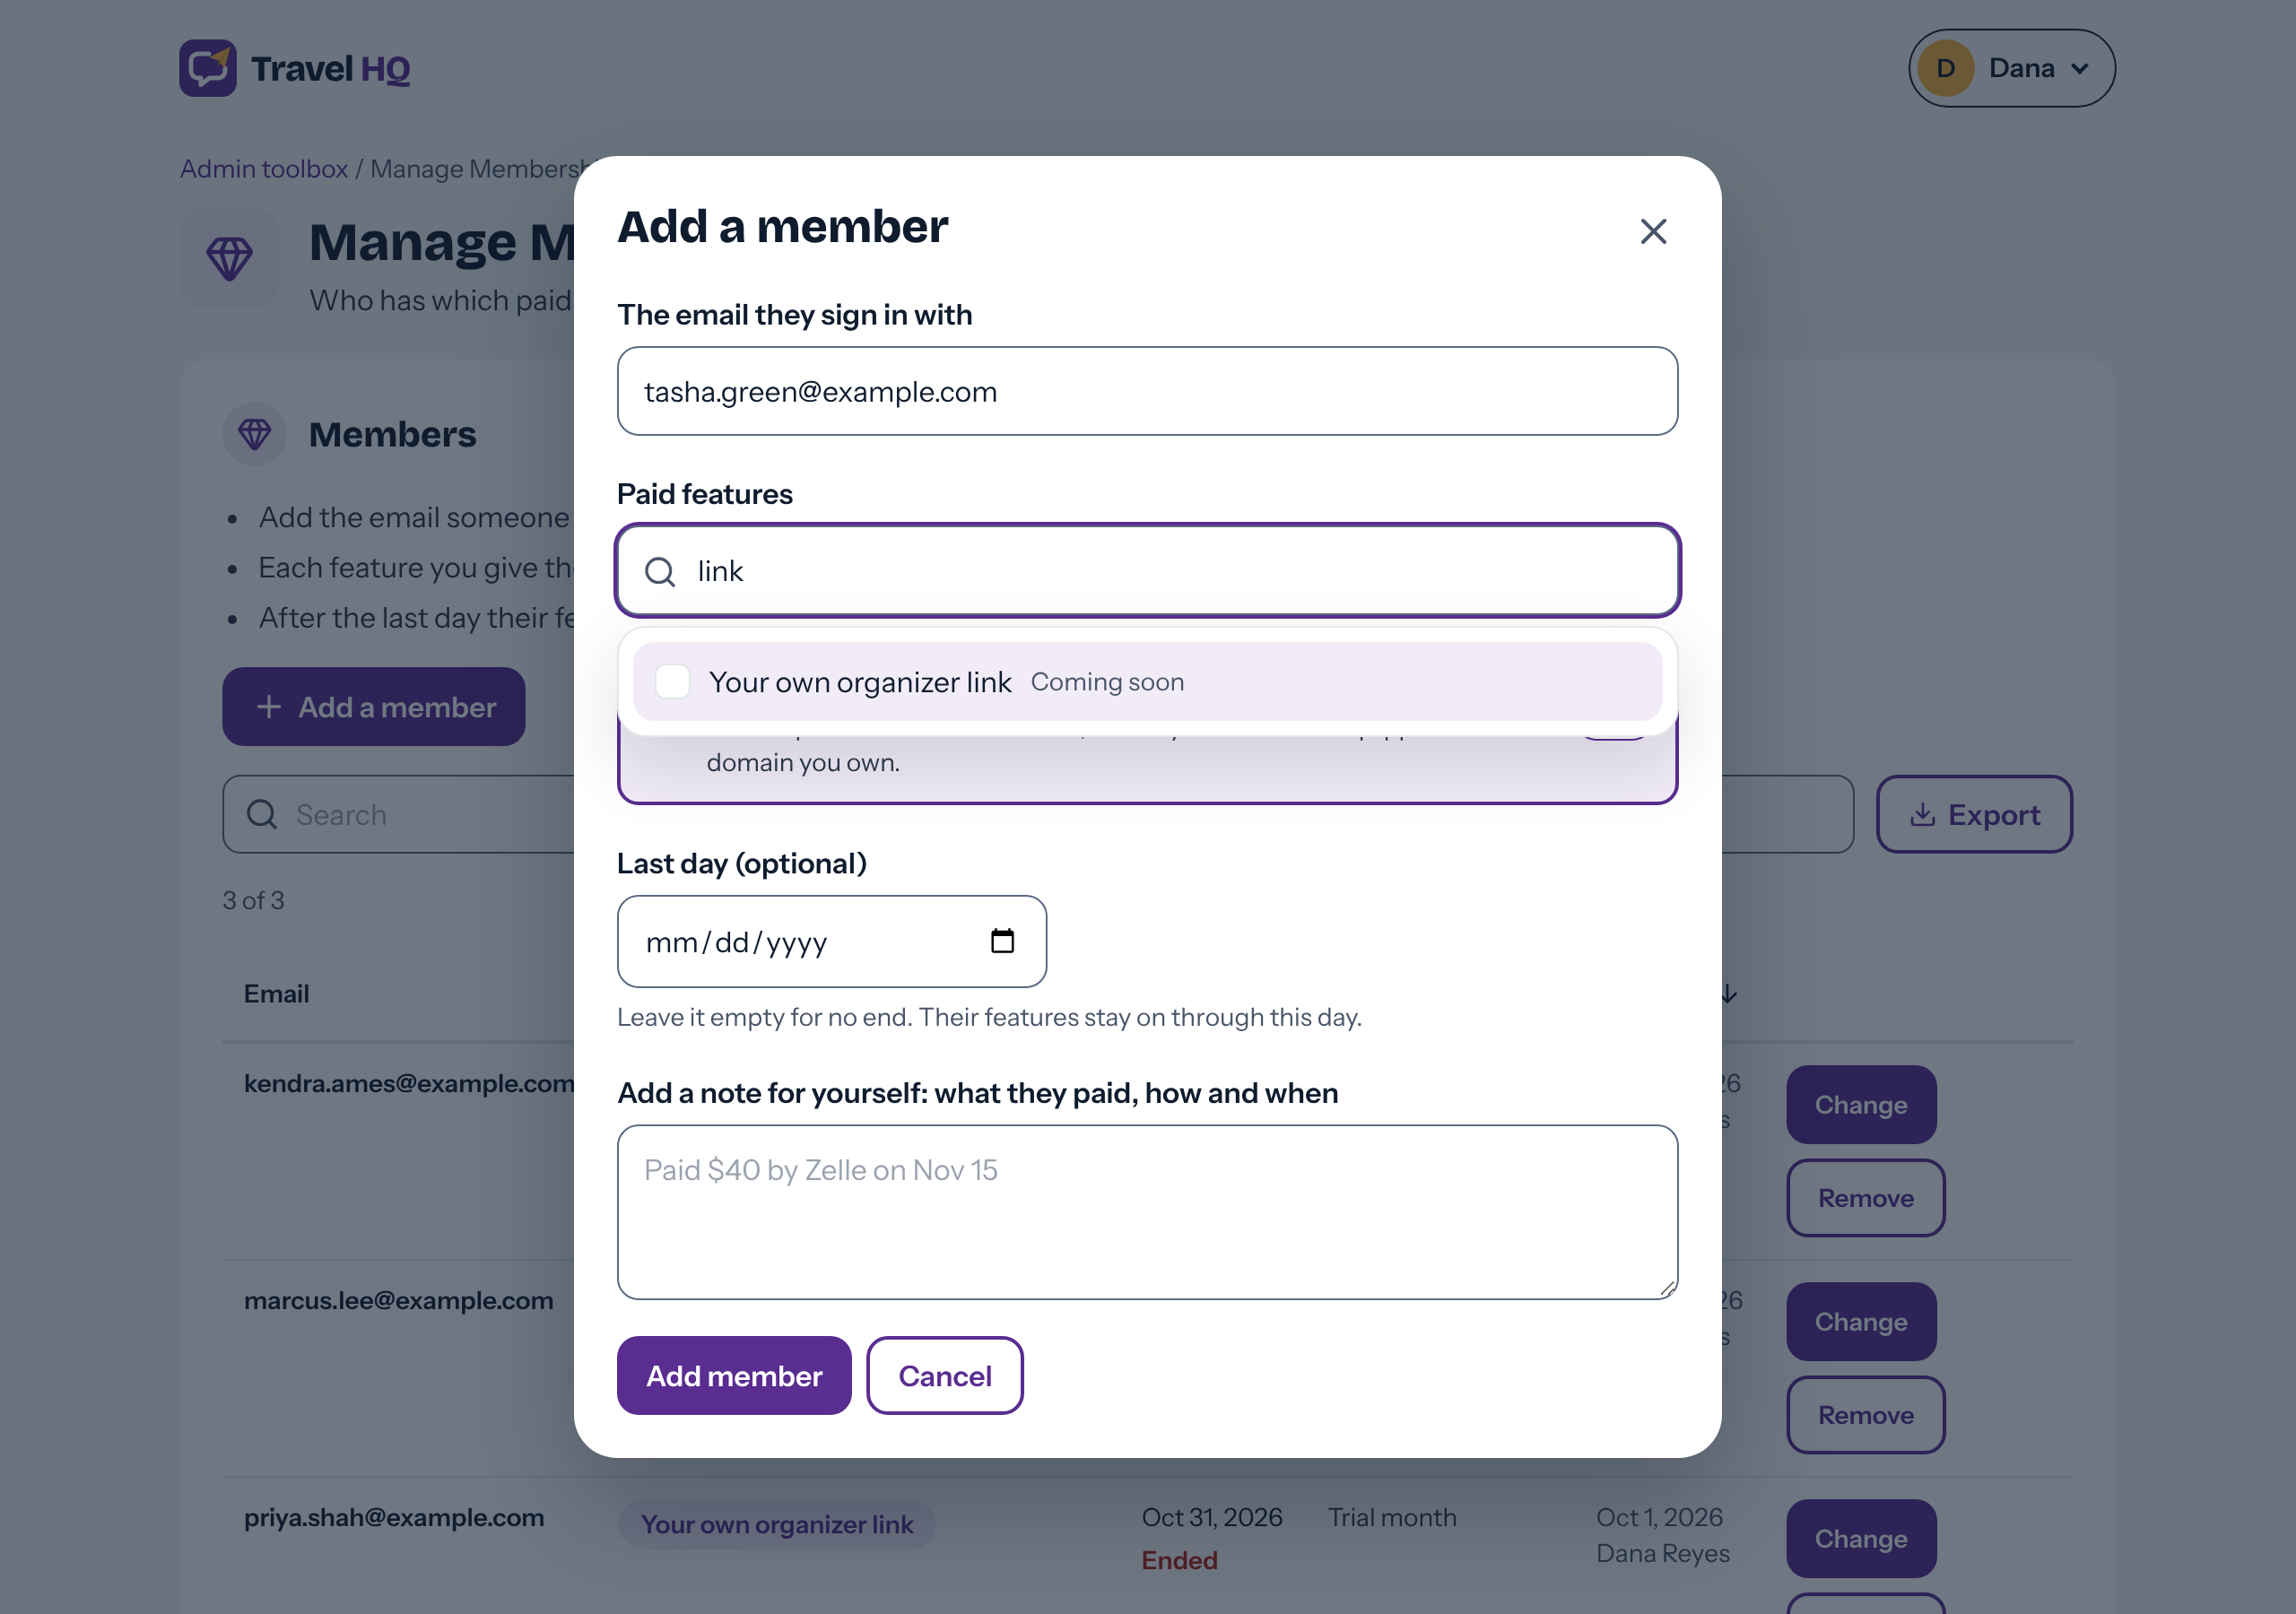 Travel HQ
D Dana
Admin toolbox / Manage
Add a member
Manage
Who has which paid
The email they sign in with
tasha.green@example.com
Members
Paid features
Add the email someone
link
Each feature you give
After the last day their
Your own organizer link Coming soon
Add a member
domain you own.
Search
Export
Last day (optional)
3 of 3
mm/dd/yyyy
Email
Leave it empty for no end. Their features stay on through this day.
kendra.ames@example.com
Add a note for yourself: what they paid, how and when
Change
Paid $40 by Zelle on Nov 15
Remove
marcus.lee@example.com
Change
Add member
Cancel
Remove
priya.shah@example.com
Your own organizer link
Oct 31, 2026
Trial month
Oct 1, 2026
Change
Ended
Dana Reyes